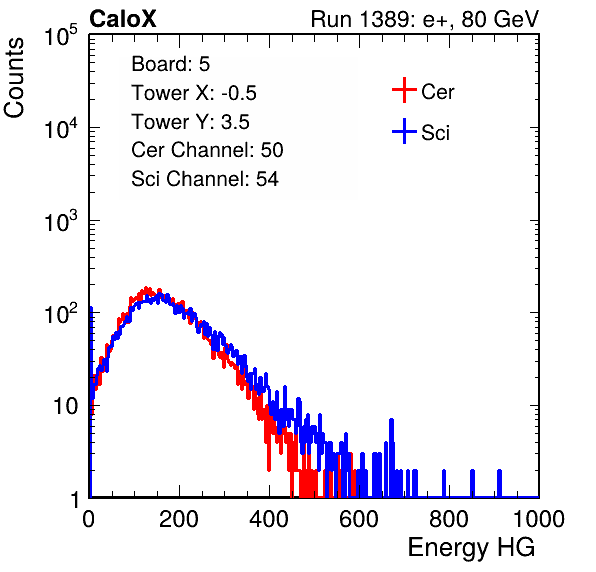 CaloX Run 1389: e+, 80 GeV
Counts
Board: 5
Tower X: -0.5
Tower Y: 3.5
Cer Channel: 50
Sci Channel: 54
Cer
Sci
10^5
10^4
10^3
10^2
10
1
0 200 400 600 800 1000
Energy HG